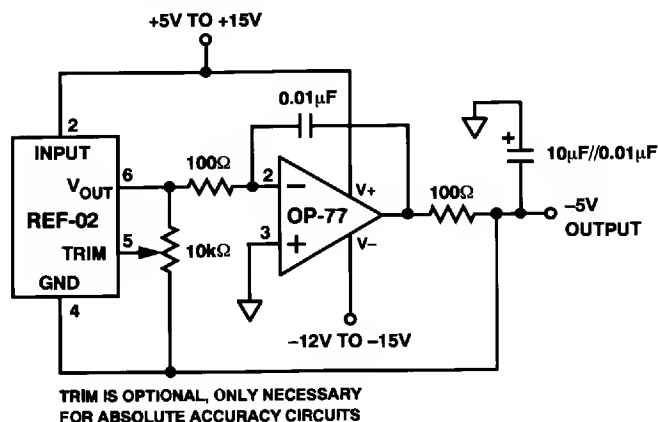 +5V TO +15V
0.01µF
2
INPUT
6
VOUT
100Ω
2
−
V+
REF-02
OP-77
100Ω
+
10µF//0.01µF
−5V
OUTPUT
TRIM
5
10kΩ
3
+
V−
GND
4
−12V TO −15V
TRIM IS OPTIONAL, ONLY NECESSARY
FOR ABSOLUTE ACCURACY CIRCUITS